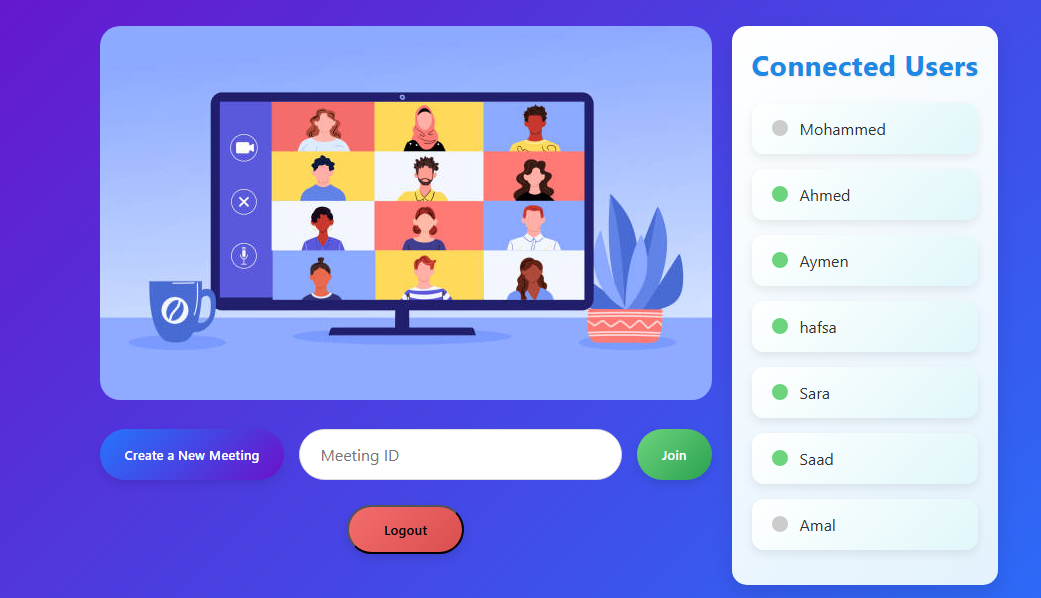 Connected Users
Mohammed
Ahmed
Aymen
hafsa
Sara
Saad
Amal
Create a New Meeting
Meeting ID
Join
Logout